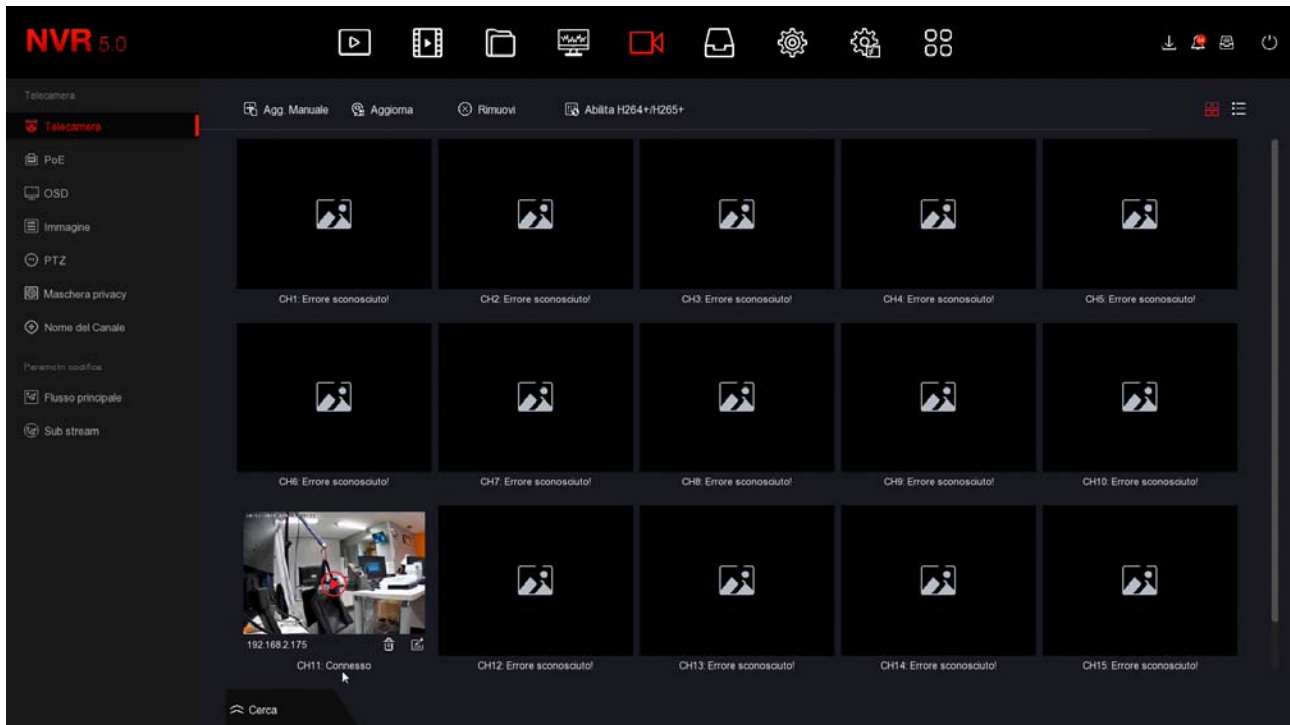 NVR 5.0
Telecamera
Telecamera
PoE
OSD
Immagine
PTZ
Maschera privacy
Nome del Canale
Parametri codifica
Flusso principale
Sub stream
Agg. Manuale Aggiorna Rimuovi Abilita H264+/H265+
CH1: Errore sconosciuto! CH2: Errore sconosciuto! CH3: Errore sconosciuto! CH4: Errore sconosciuto! CH5: Errore sconosciuto!
CH6: Errore sconosciuto! CH7: Errore sconosciuto! CH8: Errore sconosciuto! CH9: Errore sconosciuto! CH10: Errore sconosciuto!
192.168.2.175
CH11: Connesso CH12: Errore sconosciuto! CH13: Errore sconosciuto! CH14: Errore sconosciuto! CH15: Errore sconosciuto!
Cerca